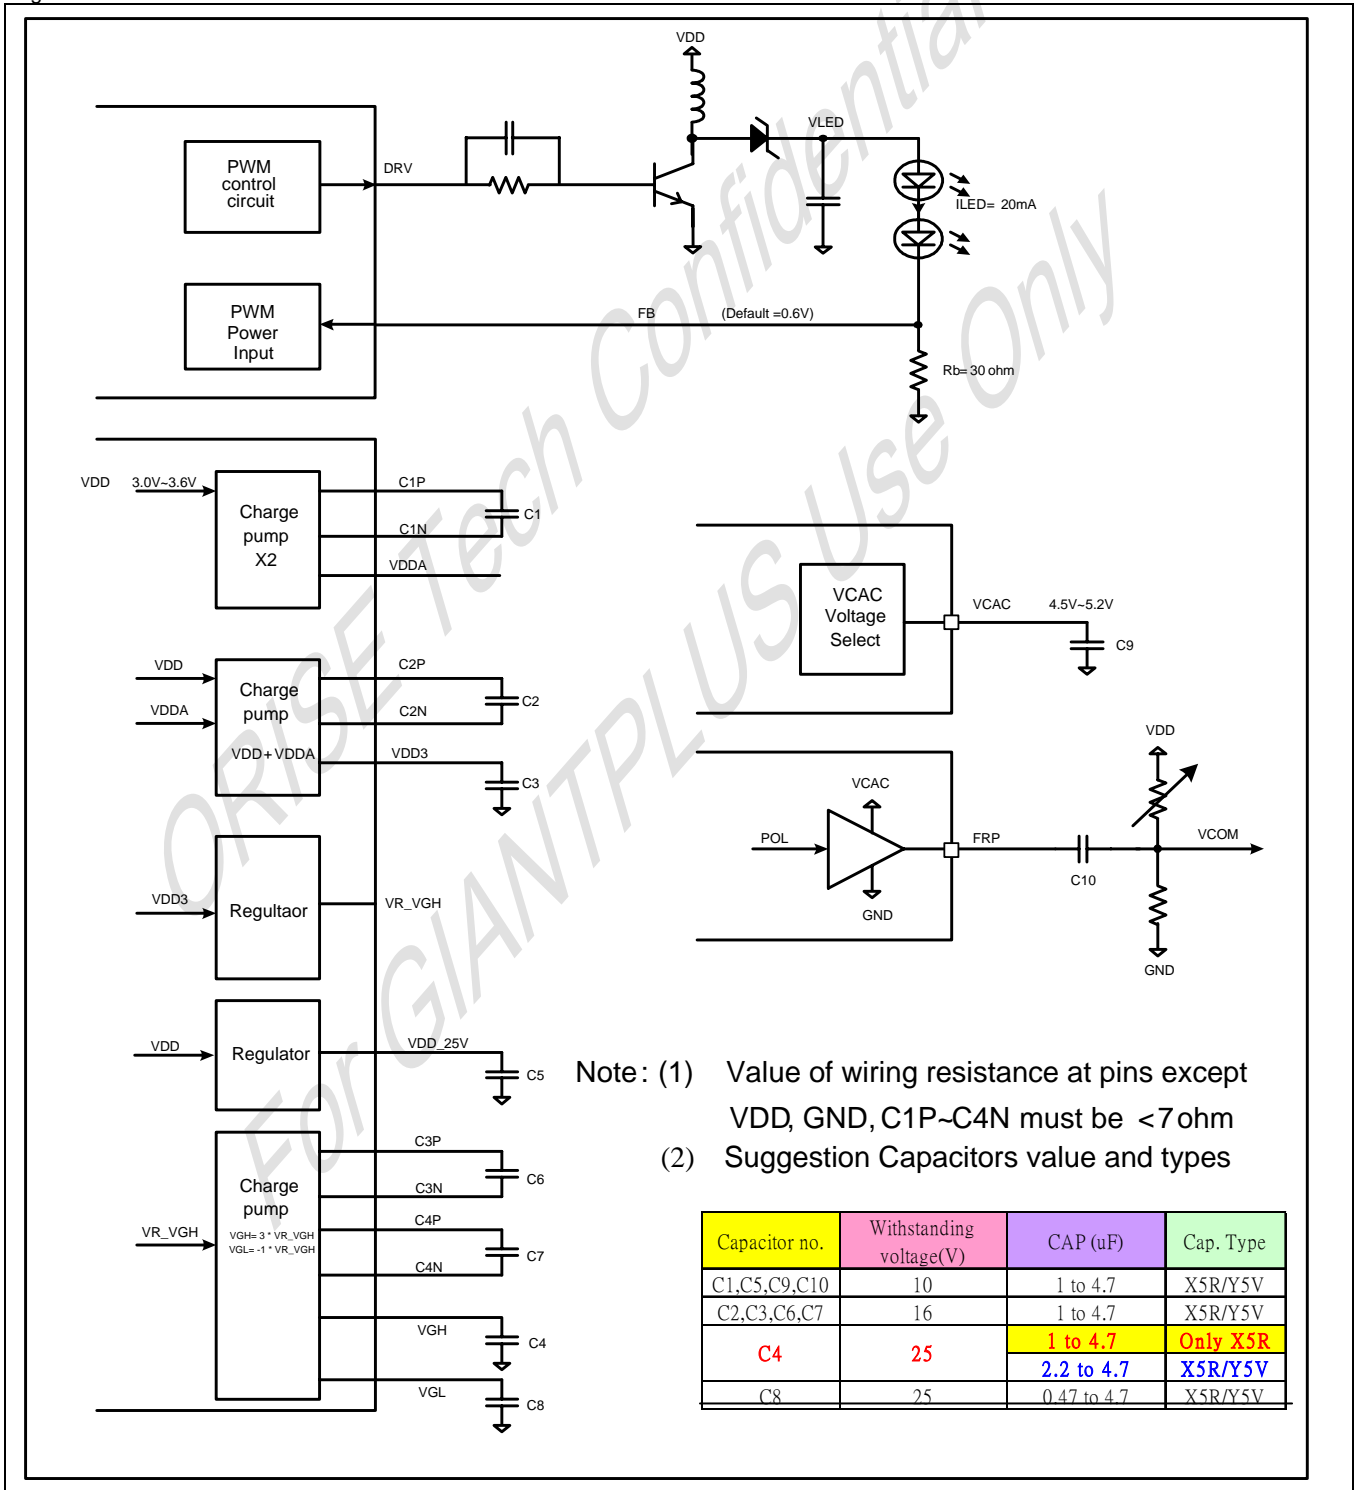 VDD
PWM
control
circuit
DRV
VLED
ILED= 20mA
PWM
Power
Input
FB (Default =0.6V)
Rb= 30 ohm
VDD 3.0V~3.6V
Charge
pump
X2
C1P
C1N
C1
VDDA
VCAC
Voltage
Select
VCAC 4.5V~5.2V
C9
VDD
VDDA
Charge
pump
VDD+VDDA
C2P
C2N
C2
VDD3
C3
VDD
VCAC
POL
GND
FRP
C10
VCOM
GND
VDD3
Regultaor
VR_VGH
VDD
Regulator
VDD_25V
C5
Note: (1) Value of wiring resistance at pins except
VDD, GND, C1P~C4N must be <7ohm
(2) Suggestion Capacitors value and types
VR_VGH
Charge
pump
VGH= 3 * VR_VGH
VGL= -1 * VR_VGH
C3P
C3N
C6
C4P
C4N
C7
VGH
C4
VGL
C8
Capacitor no. Withstanding voltage(V) CAP (uF) Cap. Type
C1,C5,C9,C10 10 1 to 4.7 X5R/Y5V
C2,C3,C6,C7 16 1 to 4.7 X5R/Y5V
C4 25 1 to 4.7 Only X5R
2.2 to 4.7 X5R/Y5V
C8 25 0.47 to 4.7 X5R/Y5V
ORISE Tech Confidential
For GIANTPLUS Use Only